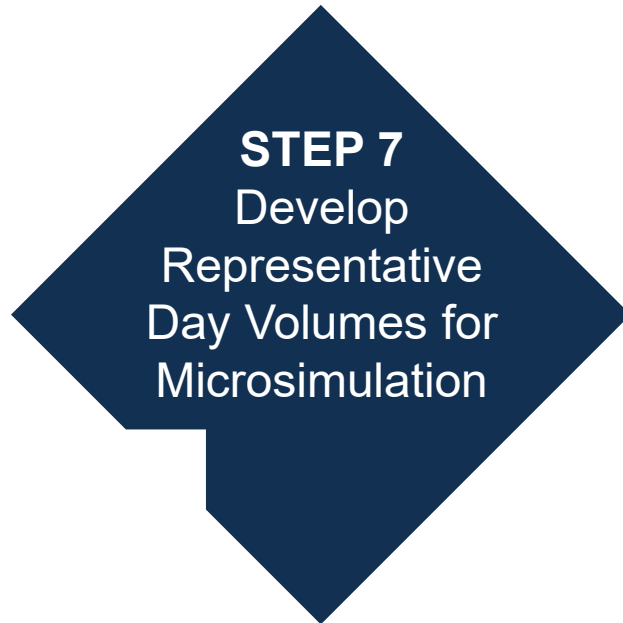 STEP 7
Develop
Representative
Day Volumes for
Microsimulation